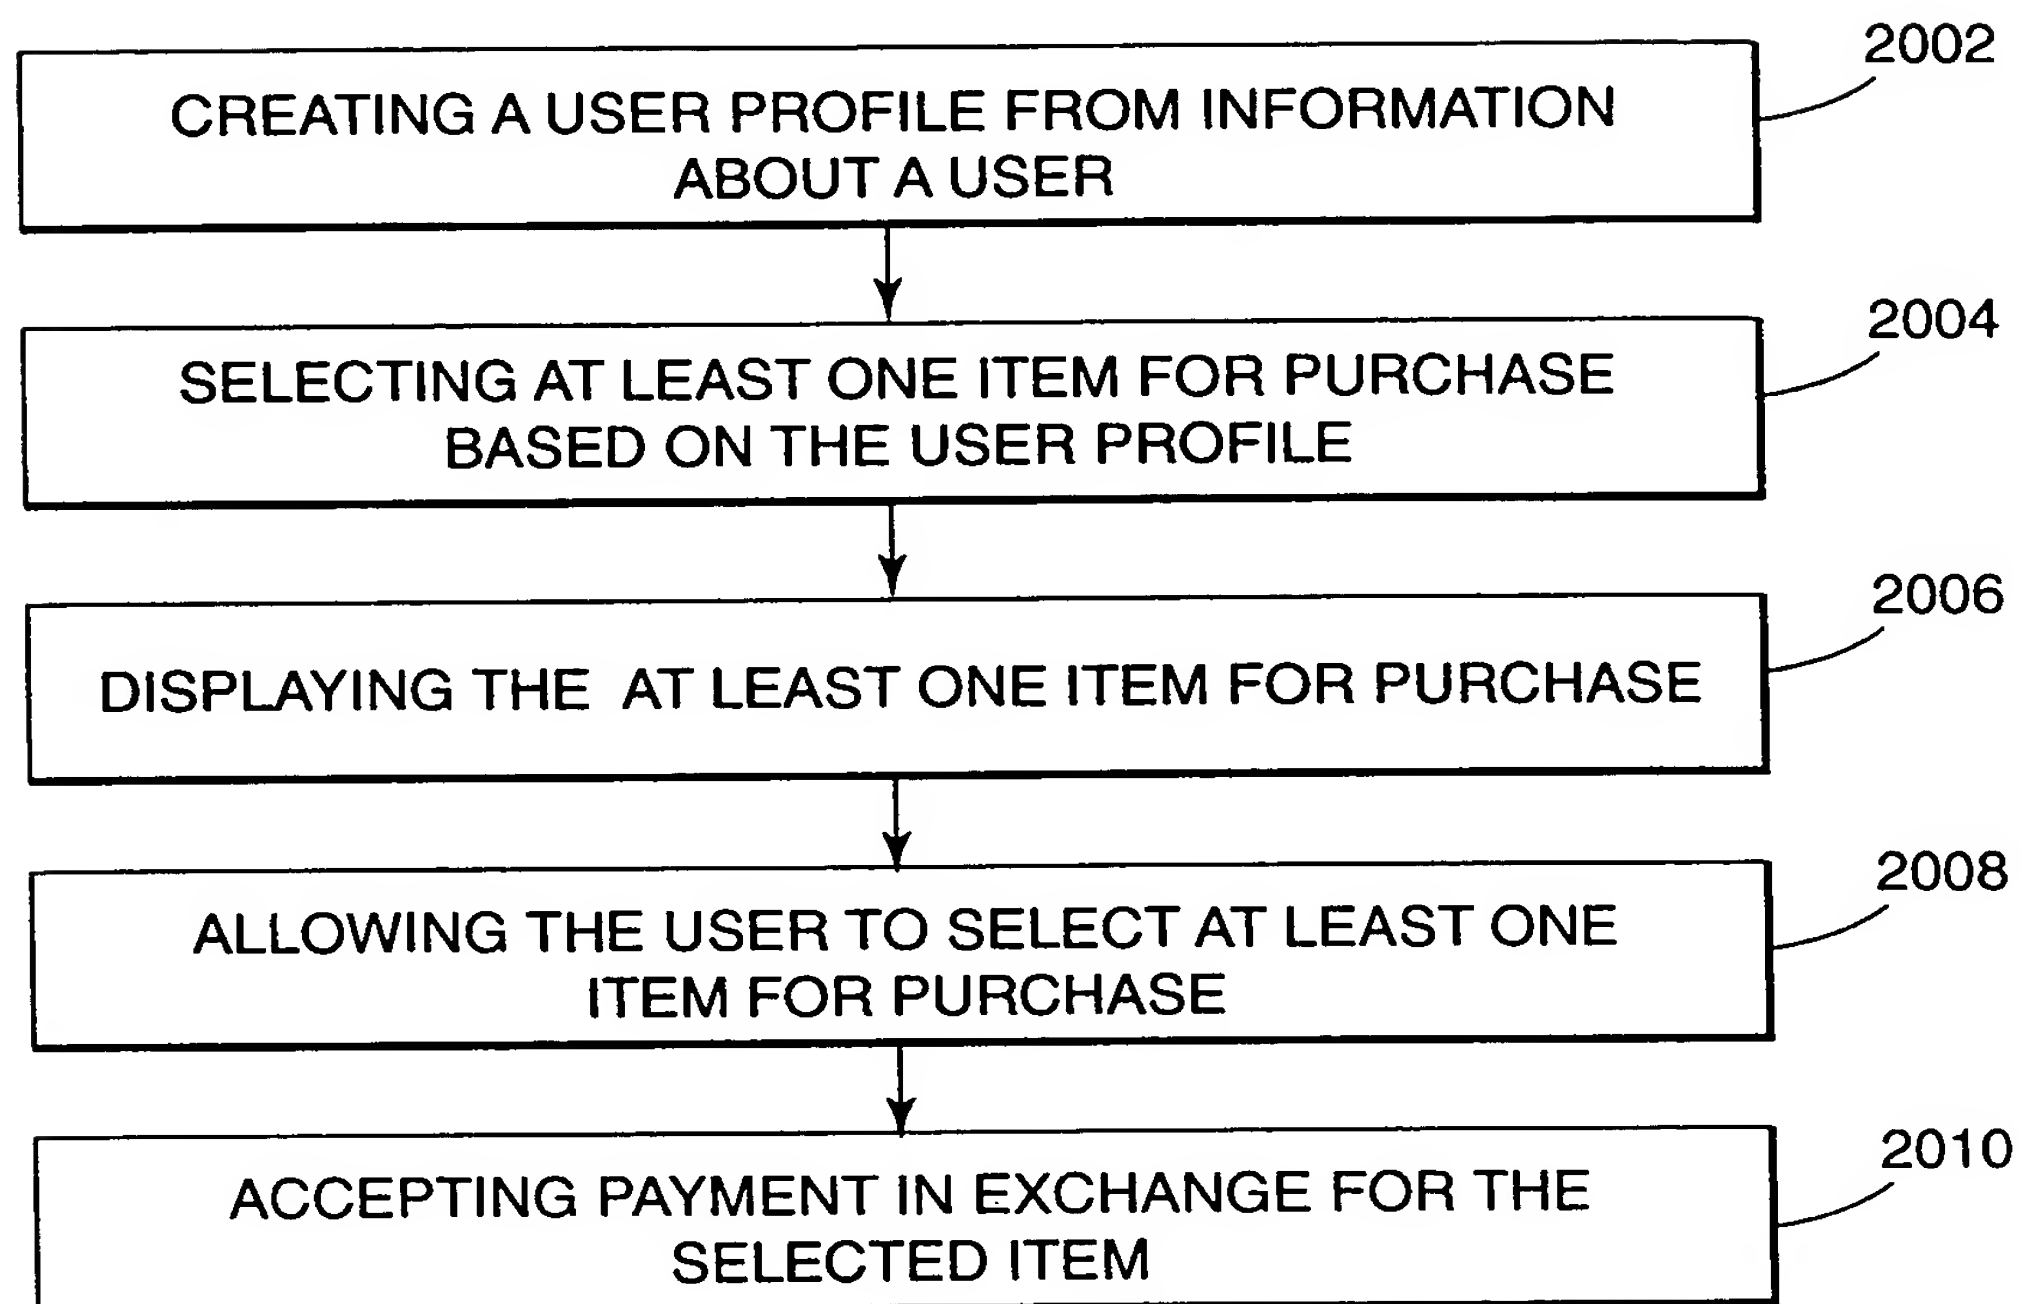 2002
CREATING A USER PROFILE FROM INFORMATION
ABOUT A USER
2004
SELECTING AT LEAST ONE ITEM FOR PURCHASE
BASED ON THE USER PROFILE
2006
DISPLAYING THE AT LEAST ONE ITEM FOR PURCHASE
2008
ALLOWING THE USER TO SELECT AT LEAST ONE
ITEM FOR PURCHASE
2010
ACCEPTING PAYMENT IN EXCHANGE FOR THE
SELECTED ITEM